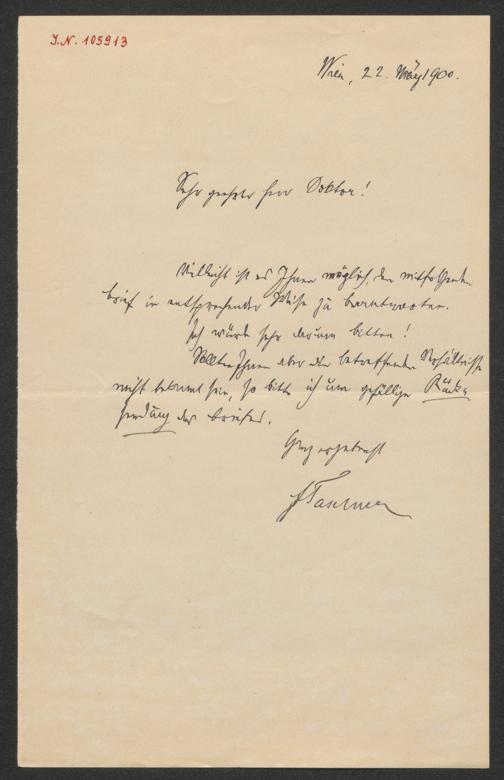 J.N. 105913
Wien, 22. März 1900.
Sehr geehrter Herr Doktor!
Vielleicht ist es Ihnen möglich, den mitfolgenden
Brief in entsprechender Weise zu beantworten.
Ich würde sehr darum bitten!
Sollten Ihnen aber die betreffenden Verhältnisse
nicht bekannt sein, so bitte ich um gefällige Rück-
sendung des Briefes.
Ganz ergebenst